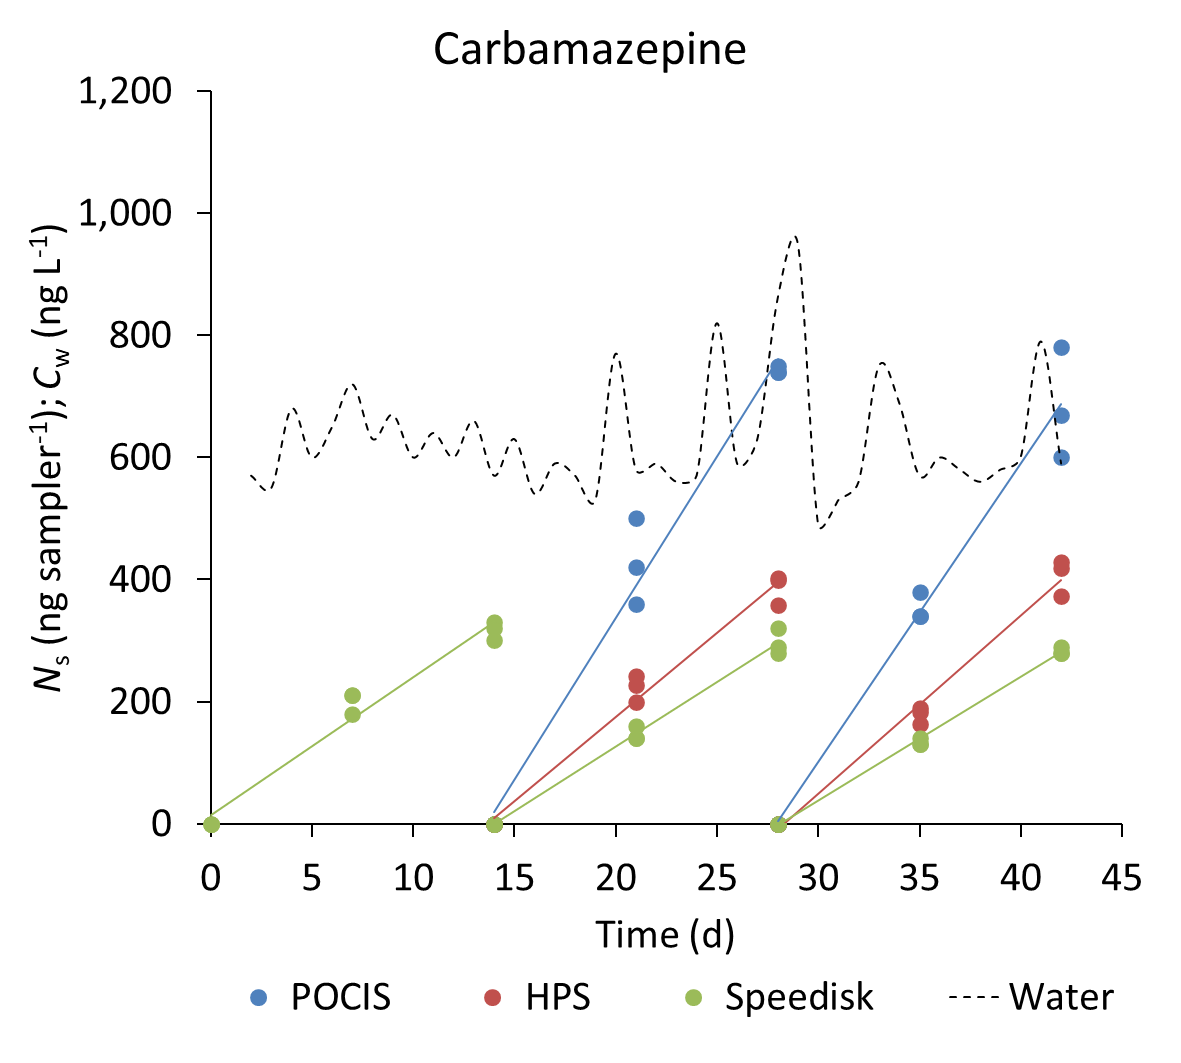 Carbamazepine
1,200
1,000
800
600
400
200
0
Ns (ng sampler-1); Cw (ng L-1)
0 5 10 15 20 25 30 35 40 45
Time (d)
POCIS HPS Speedisk Water